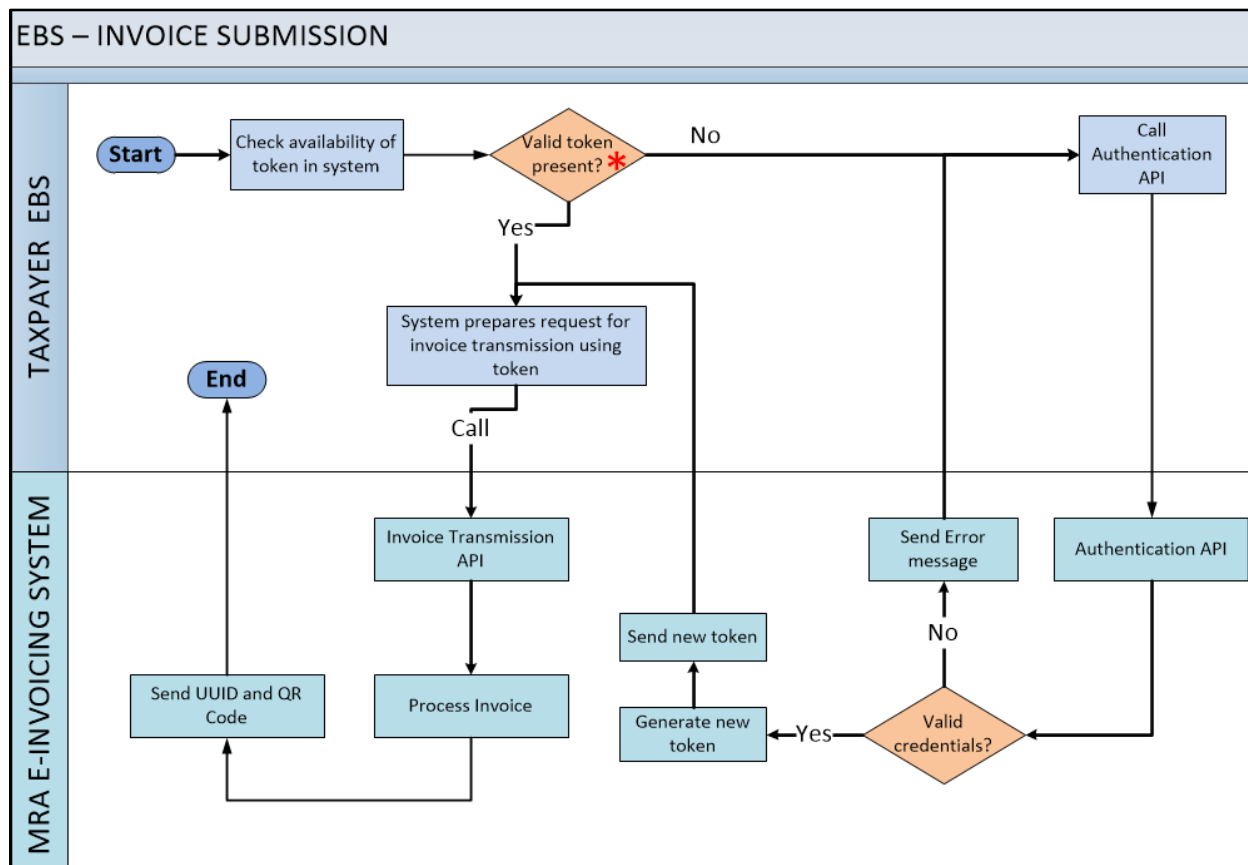 EBS – INVOICE SUBMISSION
TAXPAYER EBS
Start
Check availability of
token in system
Valid token
present? *
No
Call
Authentication
API
Yes
System prepares request for
invoice transmission using
token
End
Call
MRA E-INVOICING SYSTEM
Invoice Transmission
API
Send Error
message
Authentication API
Send new token
No
Send UUID and QR
Code
Process Invoice
Generate new
token
Yes
Valid
credentials?